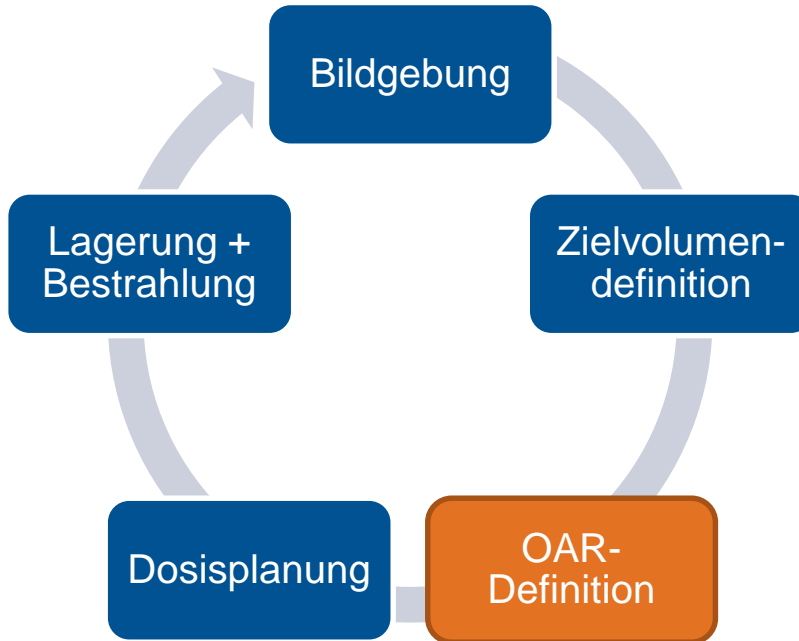 Bildgebung
Zielvolumen-
definition
OAR-
Definition
Dosisplanung
Lagerung +
Bestrahlung